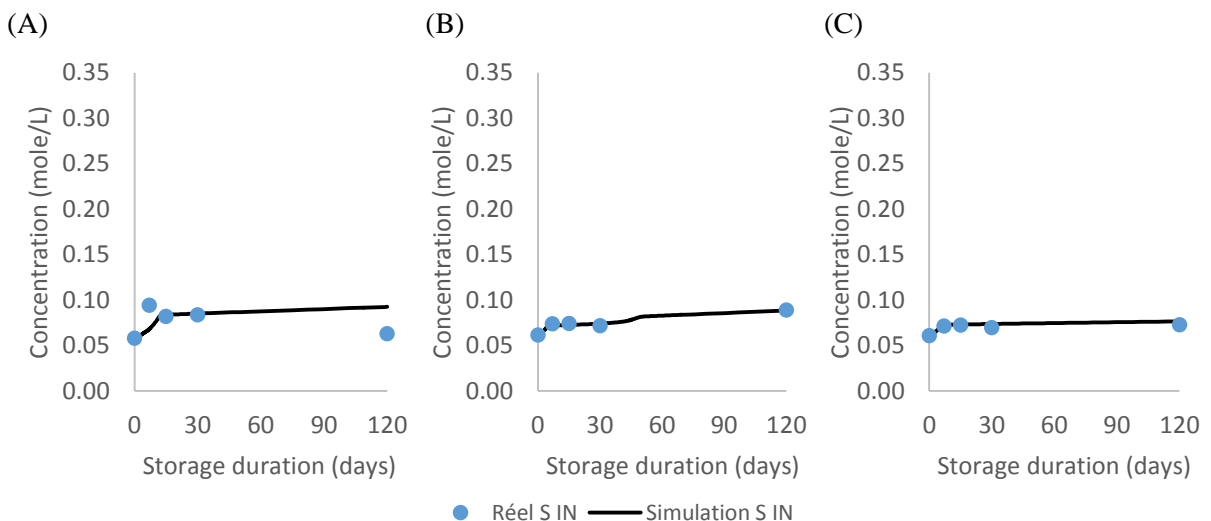 (A)
Concentration (mole/L)
0.35
0.30
0.25
0.20
0.15
0.10
0.05
0.00
0 30 60 90 120
Storage duration (days)
(B)
Concentration (mole/L)
0.35
0.30
0.25
0.20
0.15
0.10
0.05
0.00
0 30 60 90 120
Storage duration (days)
(C)
Concentration (mole/L)
0.35
0.30
0.25
0.20
0.15
0.10
0.05
0.00
0 30 60 90 120
Storage duration (days)
Réel S IN Simulation S IN